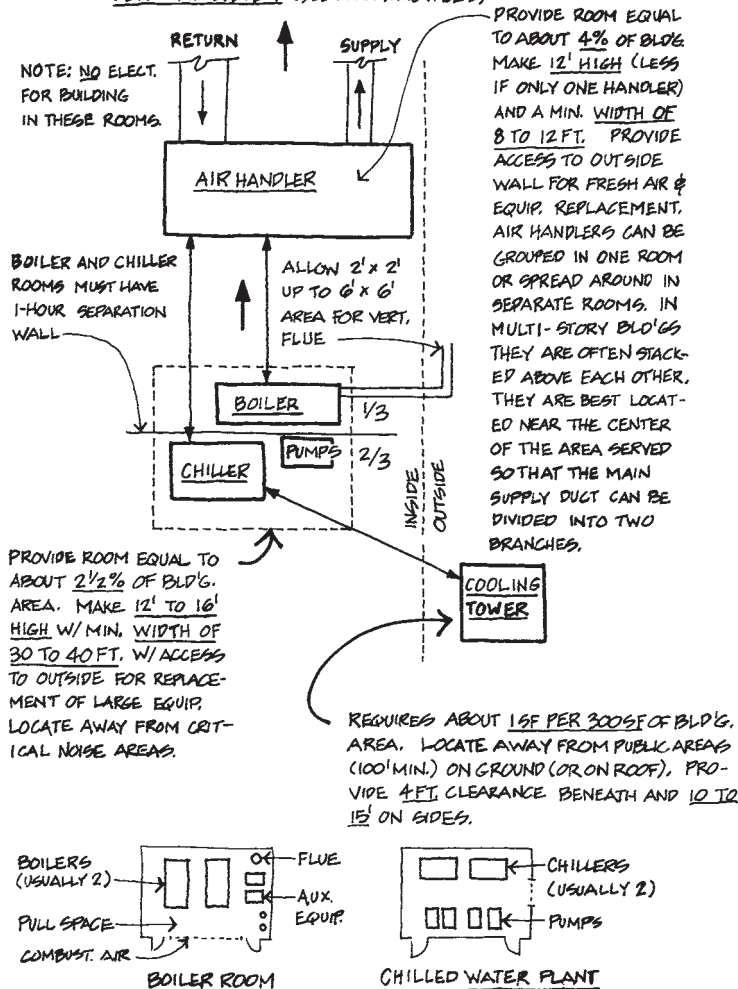 PROVIDE ROOM EQUAL
TO ABOUT 4% OF BLDG.
MAKE 12' HIGH (LESS
IF ONLY ONE HANDLER)
AND A MIN. WIDTH OF
8 TO 12 FT. PROVIDE
ACCESS TO OUTSIDE
WALL FOR FRESH AIR &
EQUIP. REPLACEMENT.
AIR HANDLERS CAN BE
GROUPED IN ONE ROOM
OR SPREAD AROUND IN
SEPARATE ROOMS. IN
MULTI-STORY BLD'GS
THEY ARE OFTEN STACK-
ED ABOVE EACH OTHER.
THEY ARE BEST LOCAT-
ED NEAR THE CENTER
OF THE AREA SERVED
SO THAT THE MAIN
SUPPLY DUCT CAN BE
DIVIDED INTO TWO
BRANCHES.
RETURN
SUPPLY
NOTE: NO ELECT.
FOR BUILDING
IN THESE ROOMS.
AIR HANDLER
BOILER AND CHILLER
ROOMS MUST HAVE
1-HOUR SEPARATION
WALL
ALLOW 2' x 2'
UP TO 6' x 6'
AREA FOR VERT.
FLUE
BOILER
1/3
PUMPS
2/3
CHILLER
INSIDE
OUTSIDE
COOLING
TOWER
PROVIDE ROOM EQUAL TO
ABOUT 2 1/2 % OF BLD'G.
AREA. MAKE 12' TO 16'
HIGH W/ MIN. WIDTH OF
30 TO 40 FT. W/ ACCESS
TO OUTSIDE FOR REPLACE-
MENT OF LARGE EQUIP.
LOCATE AWAY FROM CRIT-
ICAL NOISE AREAS.
REQUIRES ABOUT 1 SF PER 300 SF OF BLD'G.
AREA. LOCATE AWAY FROM PUBLIC AREAS
(100' MIN.) ON GROUND (OR ON ROOF). PRO-
VIDE 4 FT. CLEARANCE BENEATH AND 10 TO
15' ON SIDES.
BOILERS
(USUALLY 2)
FLUE
AUX.
EQUIP.
PULL SPACE
COMBUST. AIR
BOILER ROOM
CHILLERS
(USUALLY 2)
PUMPS
CHILLED WATER PLANT